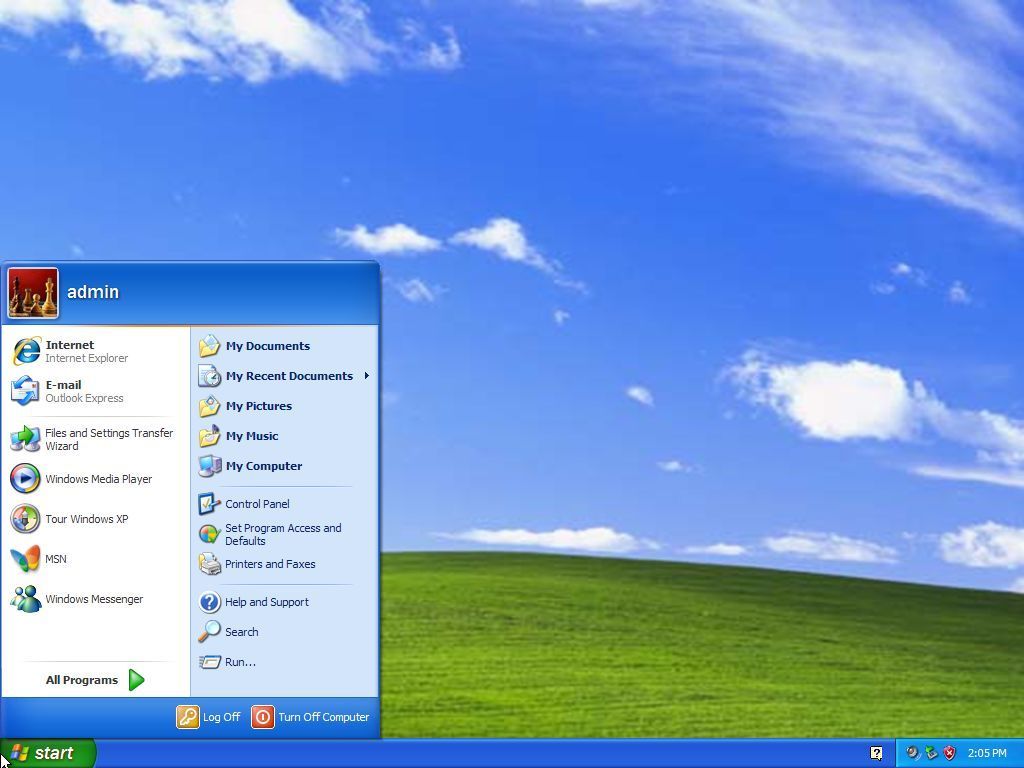 admin
Internet
Internet Explorer
E-mail
Outlook Express
Files and Settings Transfer
Wizard
Windows Media Player
Tour Windows XP
MSN
Windows Messenger
All Programs
My Documents
My Recent Documents
My Pictures
My Music
My Computer
Control Panel
Set Program Access and
Defaults
Printers and Faxes
Help and Support
Search
Run...
Log Off
Turn Off Computer
start
2:05 PM